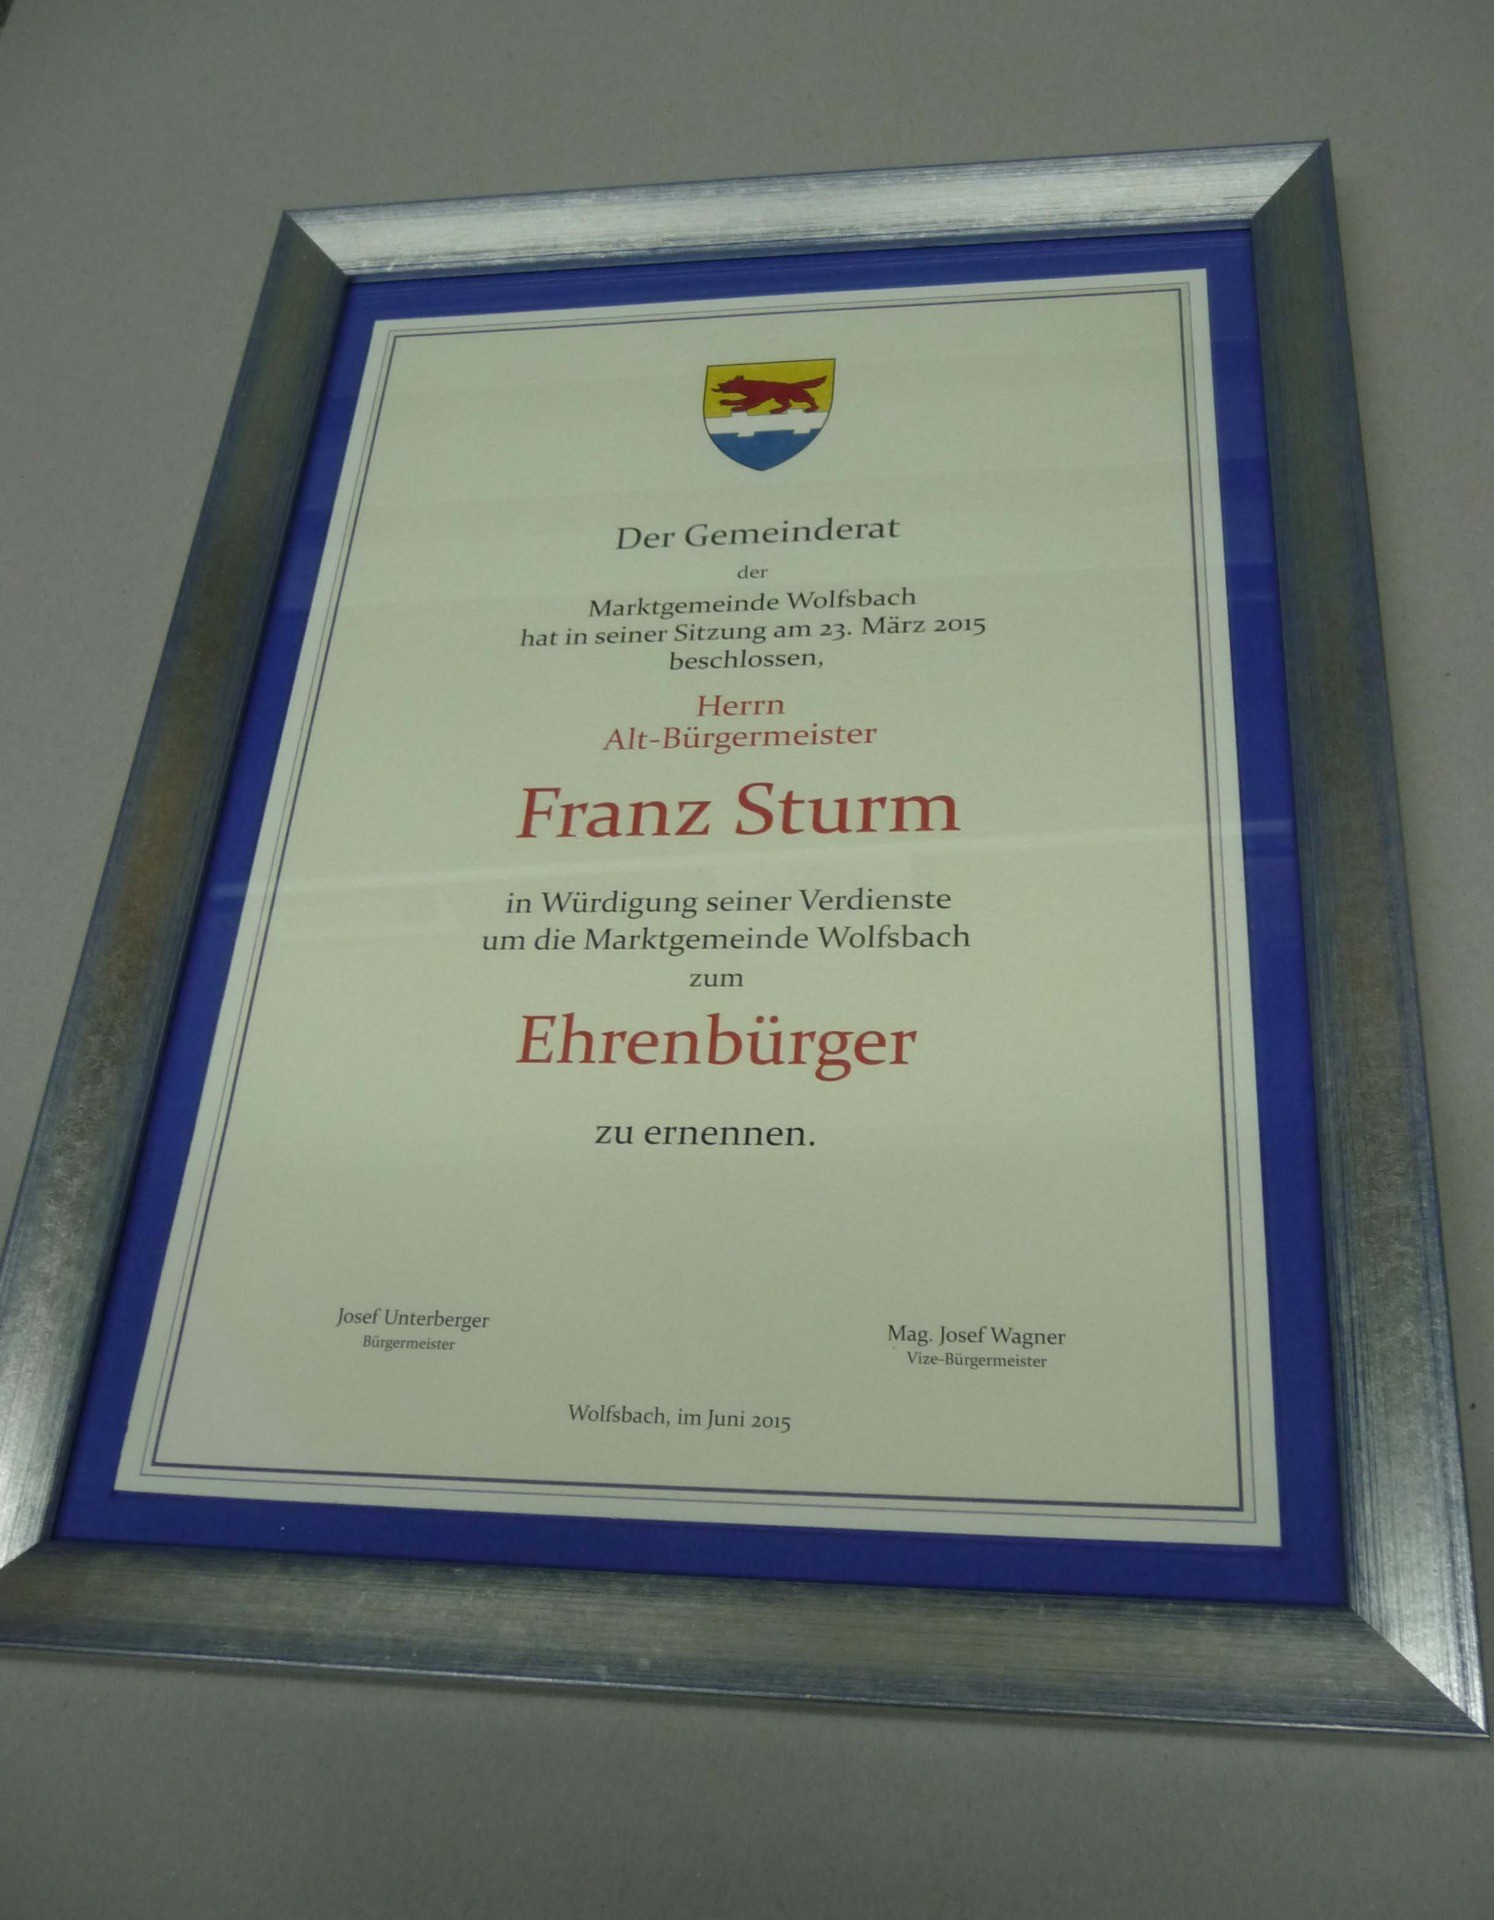 Der Gemeinderat
der
Marktgemeinde Wolfsbach
hat in seiner Sitzung am 23. März 2015
beschlossen,
Herrn
Alt-Bürgermeister
Franz Sturm
in Würdigung seiner Verdienste
um die Marktgemeinde Wolfsbach
zum
Ehrenbürger
zu ernennen.
Josef Unterberger
Bürgermeister
Mag. Josef Wagner
Vize-Bürgermeister
Wolfsbach, im Juni 2015